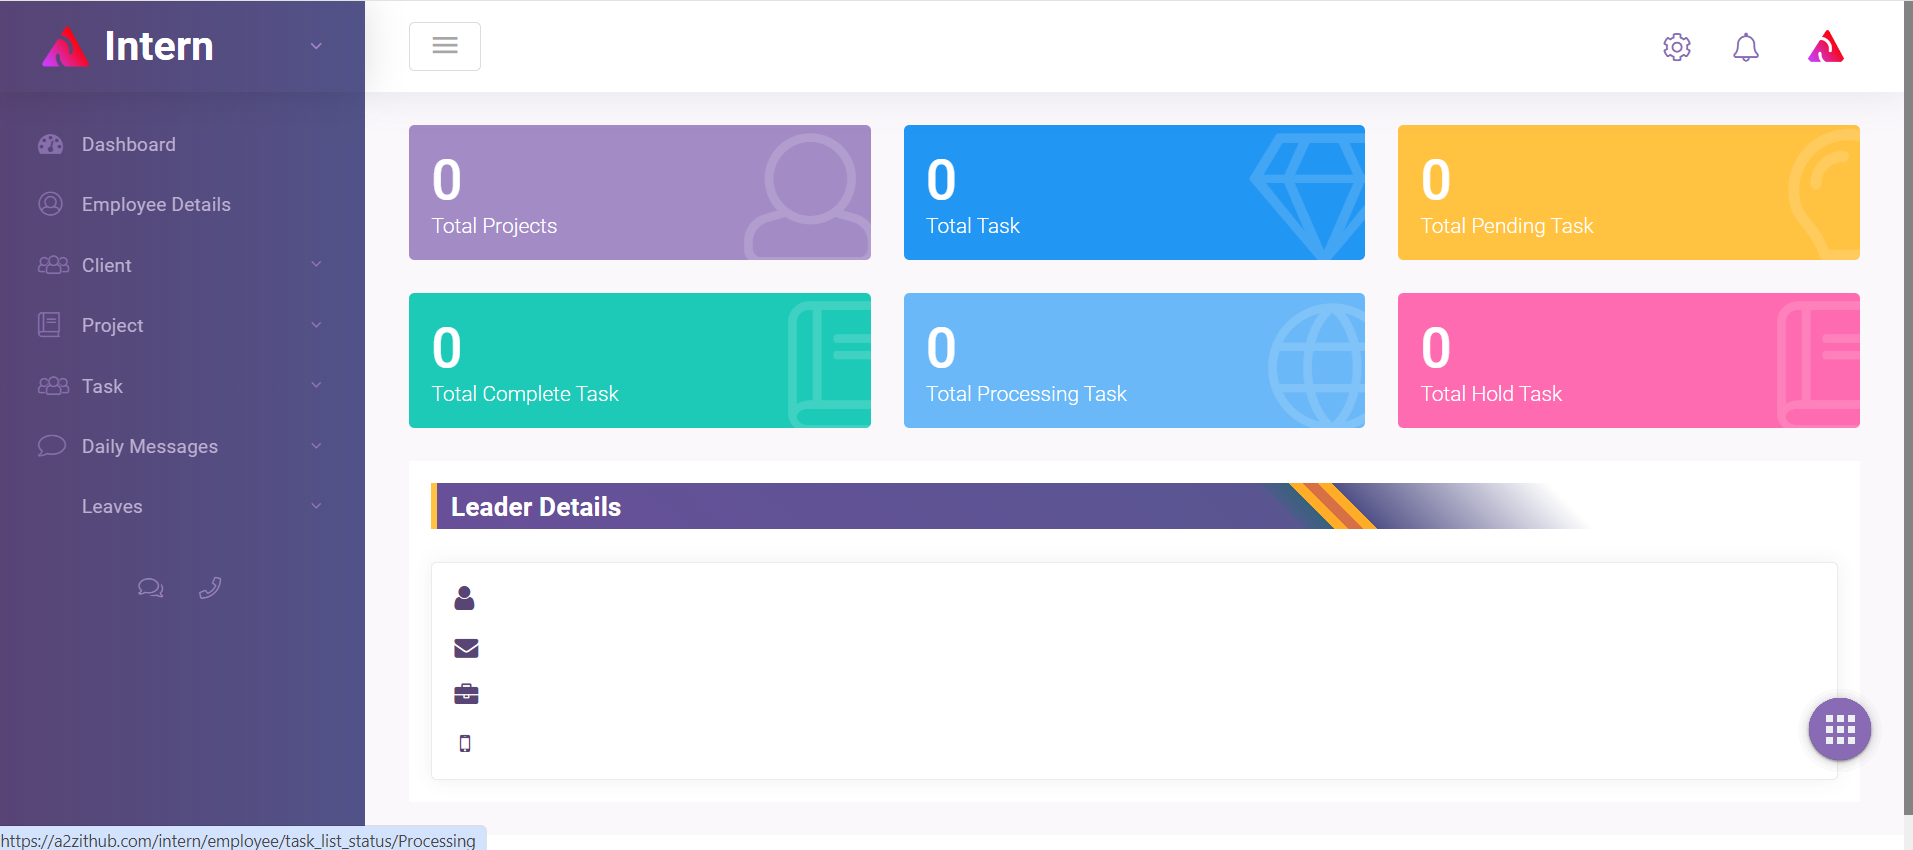 Intern
Dashboard
Employee Details
Client
Project
Task
Daily Messages
Leaves
0
Total Projects
0
Total Task
0
Total Pending Task
0
Total Complete Task
0
Total Processing Task
0
Total Hold Task
Leader Details
https://a2zithub.com/intern/employee/task_list_status/Processing